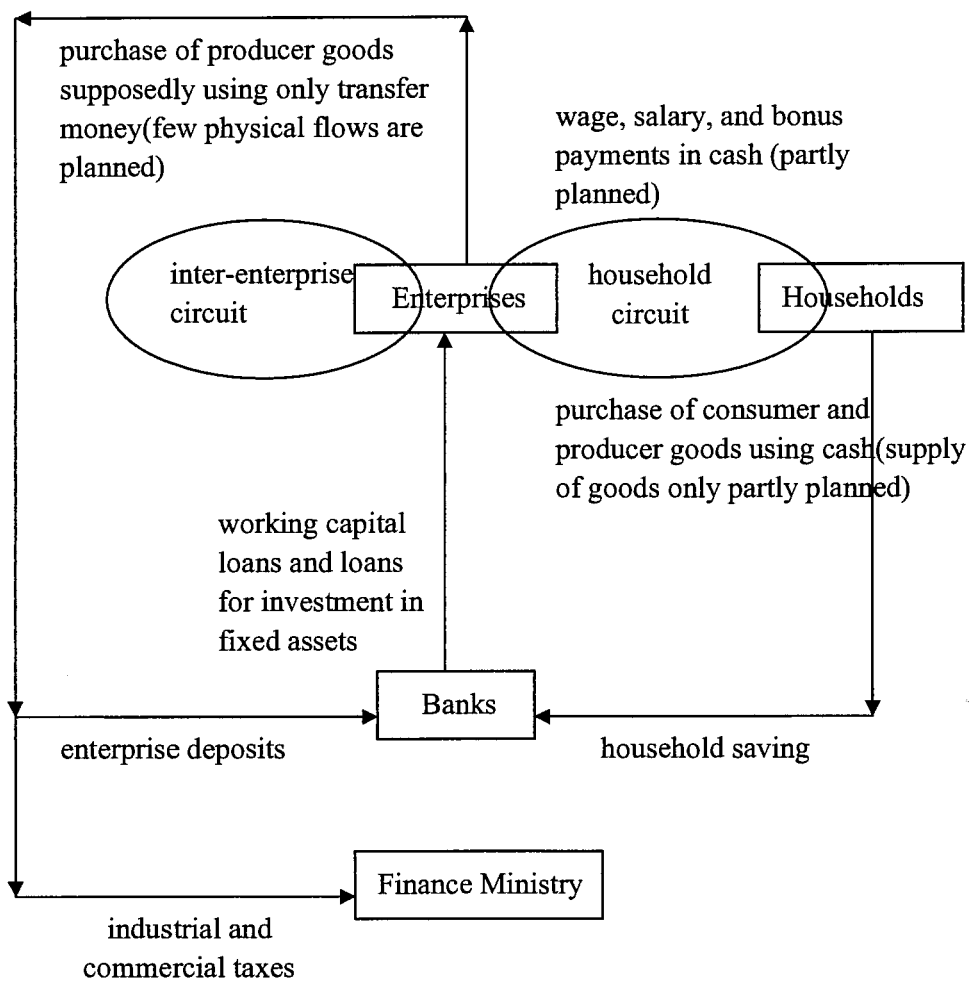 purchase of producer goods
supposedly using only transfer
money(few physical flows are
planned)
wage, salary, and bonus
payments in cash (partly
planned)
inter-enterprise
circuit
Enterprises
household
circuit
Households
purchase of consumer and
producer goods using cash(supply
of goods only partly planned)
working capital
loans and loans
for investment in
fixed assets
Banks
enterprise deposits
household saving
Finance Ministry
industrial and
commercial taxes